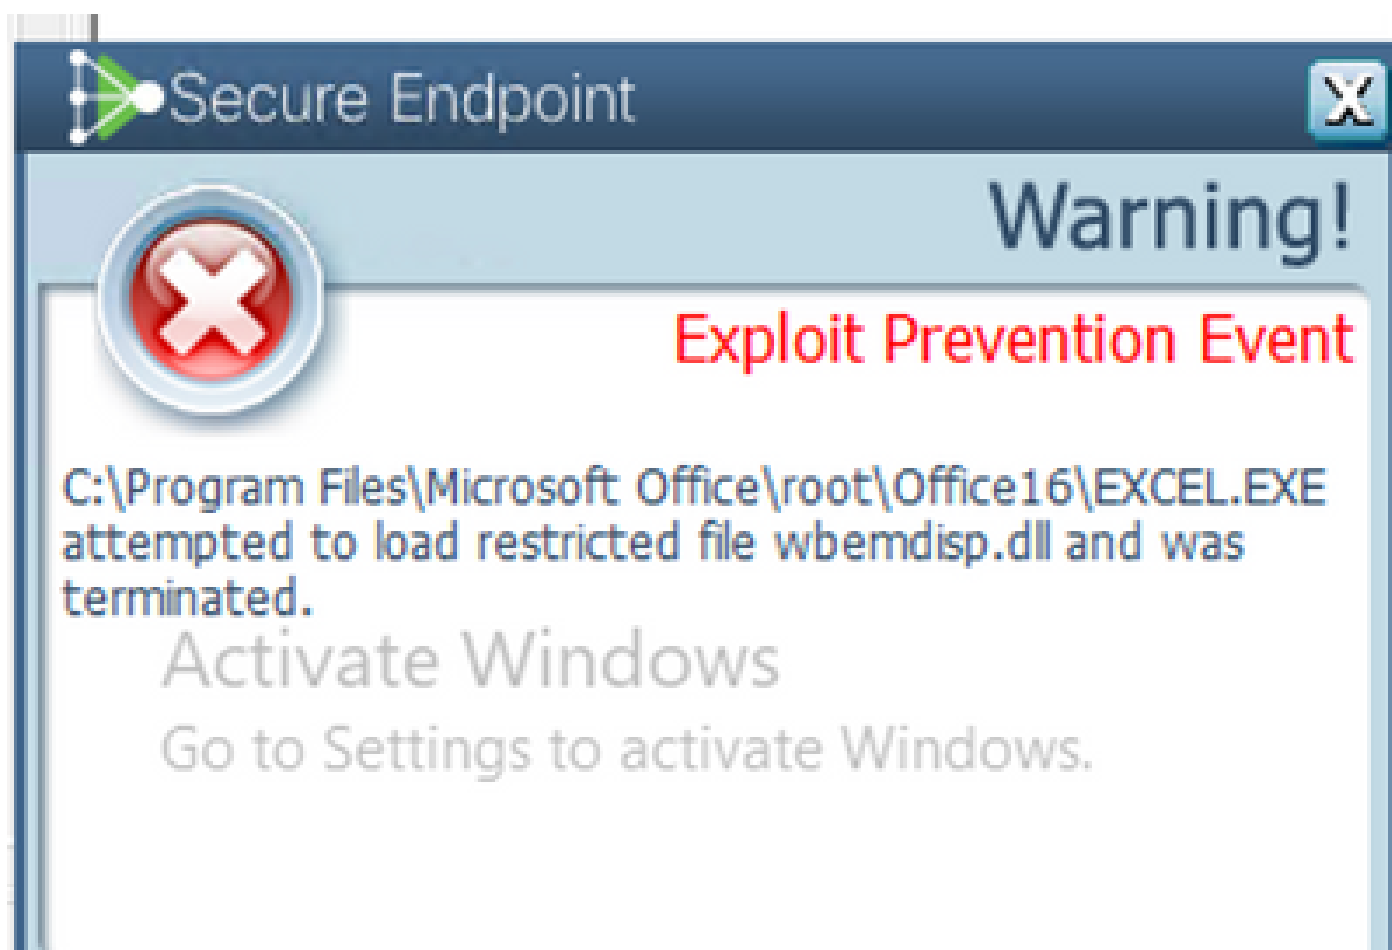 Secure Endpoint
X
Warning!
Exploit Prevention Event
C:\Program Files\Microsoft Office\root\Office16\EXCEL.EXE
attempted to load restricted file wbemdisp.dll and was
terminated.
Activate Windows
Go to Settings to activate Windows.